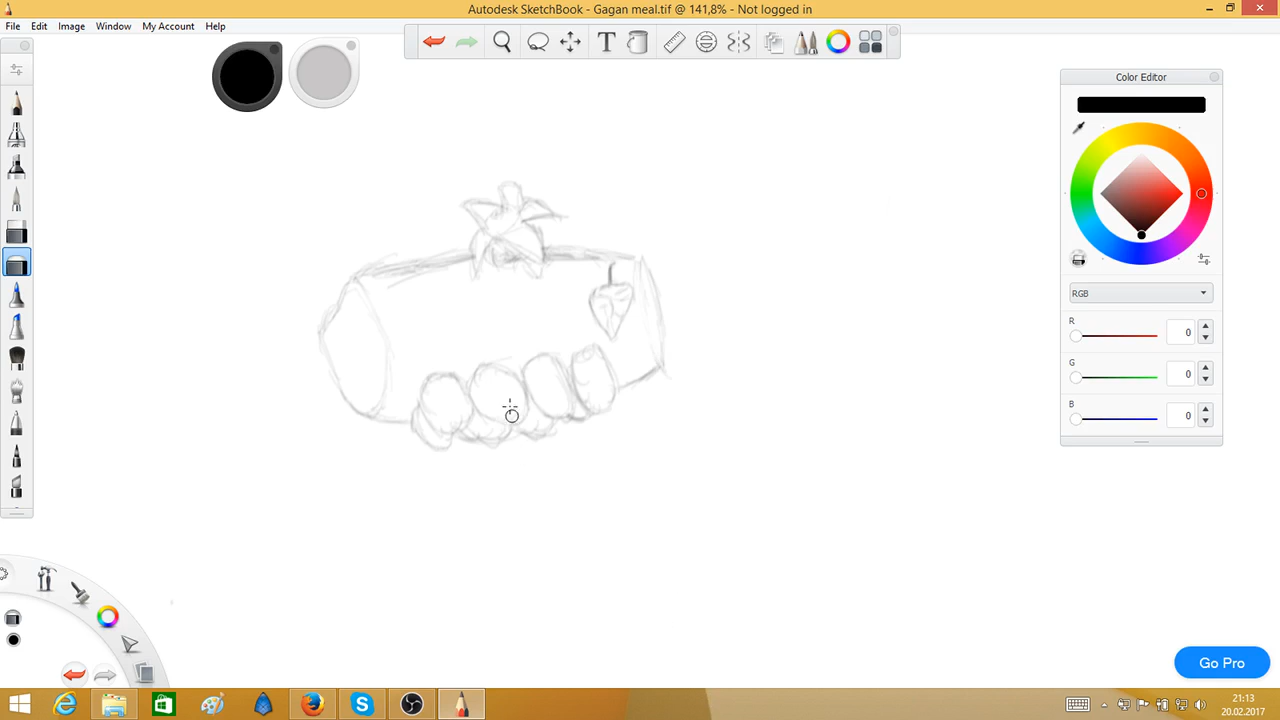 Autodesk SketchBook - Gagan meal.tif @ 141,8% - Not logged in
File Edit Image Window My Account Help
T
Color Editor
RGB
R 0
G 0
B 0
Go Pro
21:13
20.02.2017